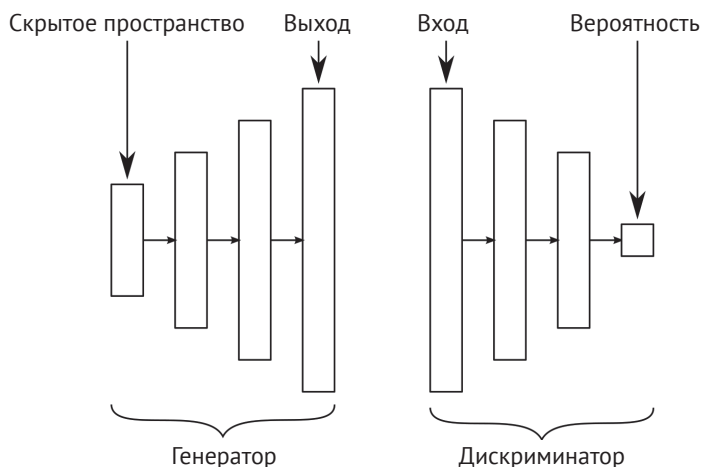 Скрытое пространство Выход Вход Вероятность
Генератор Дискриминатор